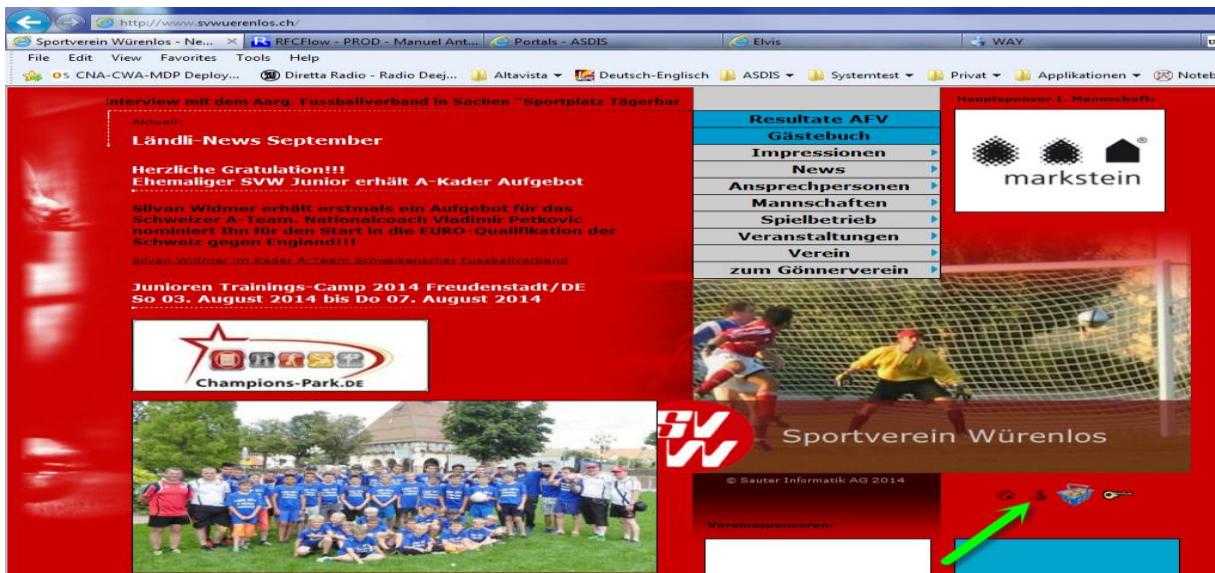 http://www.svwuerenlos.ch/
Sportverein Würenlos - Ne...
RFCFlow - PROD - Manuel Ant...
Portals - ASDIS
Elvis
WAY
File Edit View Favorites Tools Help
OS CNA-CWA-MDP Deploy...
Diretta Radio - Radio Deej...
Altavista
Deutsch-Englisch
ASDIS
Systemtest
Privat
Applikationen
Noteb
Interview mit dem Aarg. Fussballverband in Sachen "Sportplatz Tägerhar
Aktuell:
Ländli-News September
Herzliche Gratulation!!!
Ehemaliger SVW Junior erhält A-Kader Aufgebot
Silvan Widmer erhält erstmals ein Aufgebot für das
Schweizer A-Team. Nationalcoach Vladimir Petkovic
nominiert Ihn für den Start in die EURO-Qualifikation der
Schweiz gegen England!!!
Silvan Widmer im Kader A-Team Schweizerischer Fussballverband
Junioren Trainings-Camp 2014 Freudenstadt/DE
So 03. August 2014 bis Do 07. August 2014
Champions-Park.DE
Resultate AFV
Gästebuch
Impressionen
News
Ansprechpersonen
Mannschaften
Spielbetrieb
Veranstaltungen
Verein
zum Gönnerverein
Hauptsponsor 1. Mannschaft:
markstein
SVW
Sportverein Würenlos
© Sauter Informatik AG 2014
Vereinssponsoren: